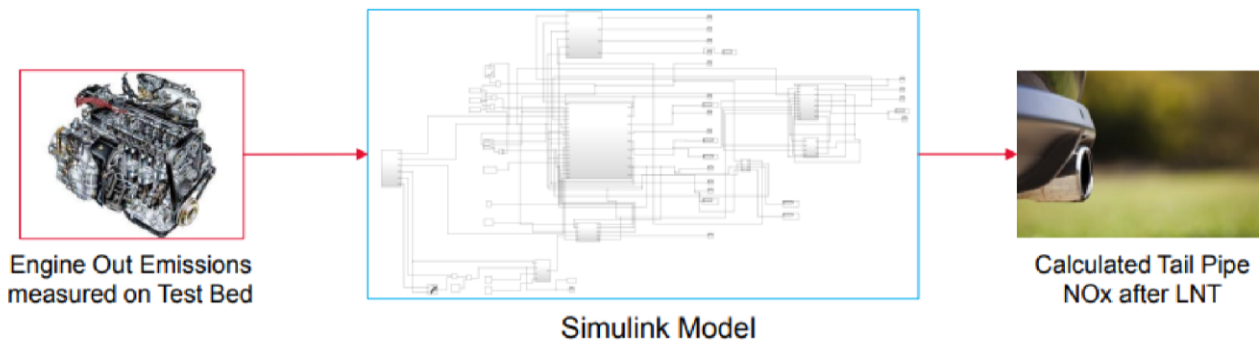 Engine Out Emissions
measured on Test Bed
Simulink Model
Calculated Tail Pipe
NOx after LNT